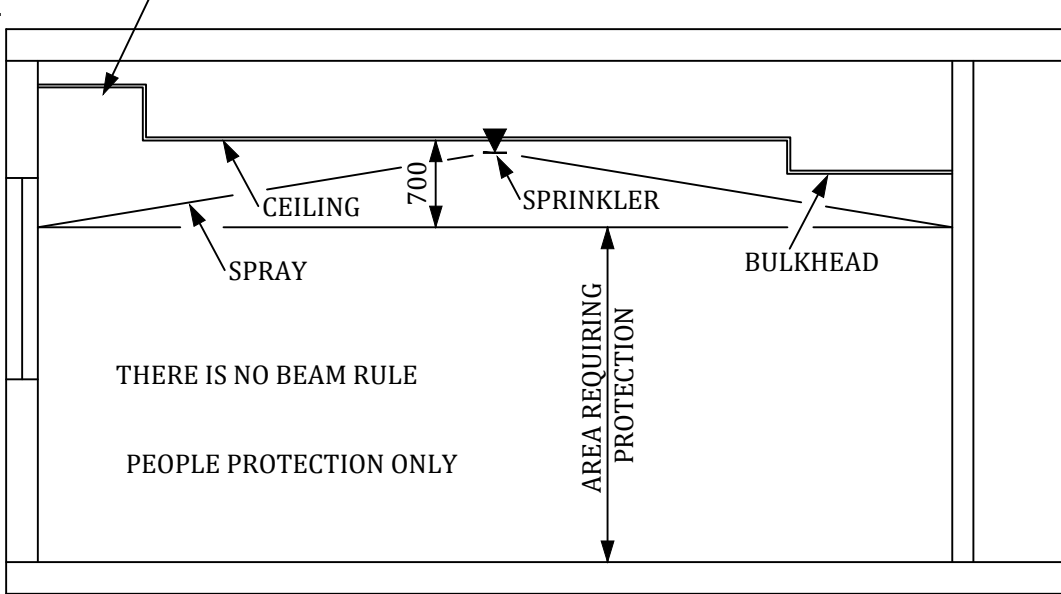 700
CEILING
SPRINKLER
SPRAY
BULKHEAD
AREA REQUIRING
PROTECTION
THERE IS NO BEAM RULE
PEOPLE PROTECTION ONLY